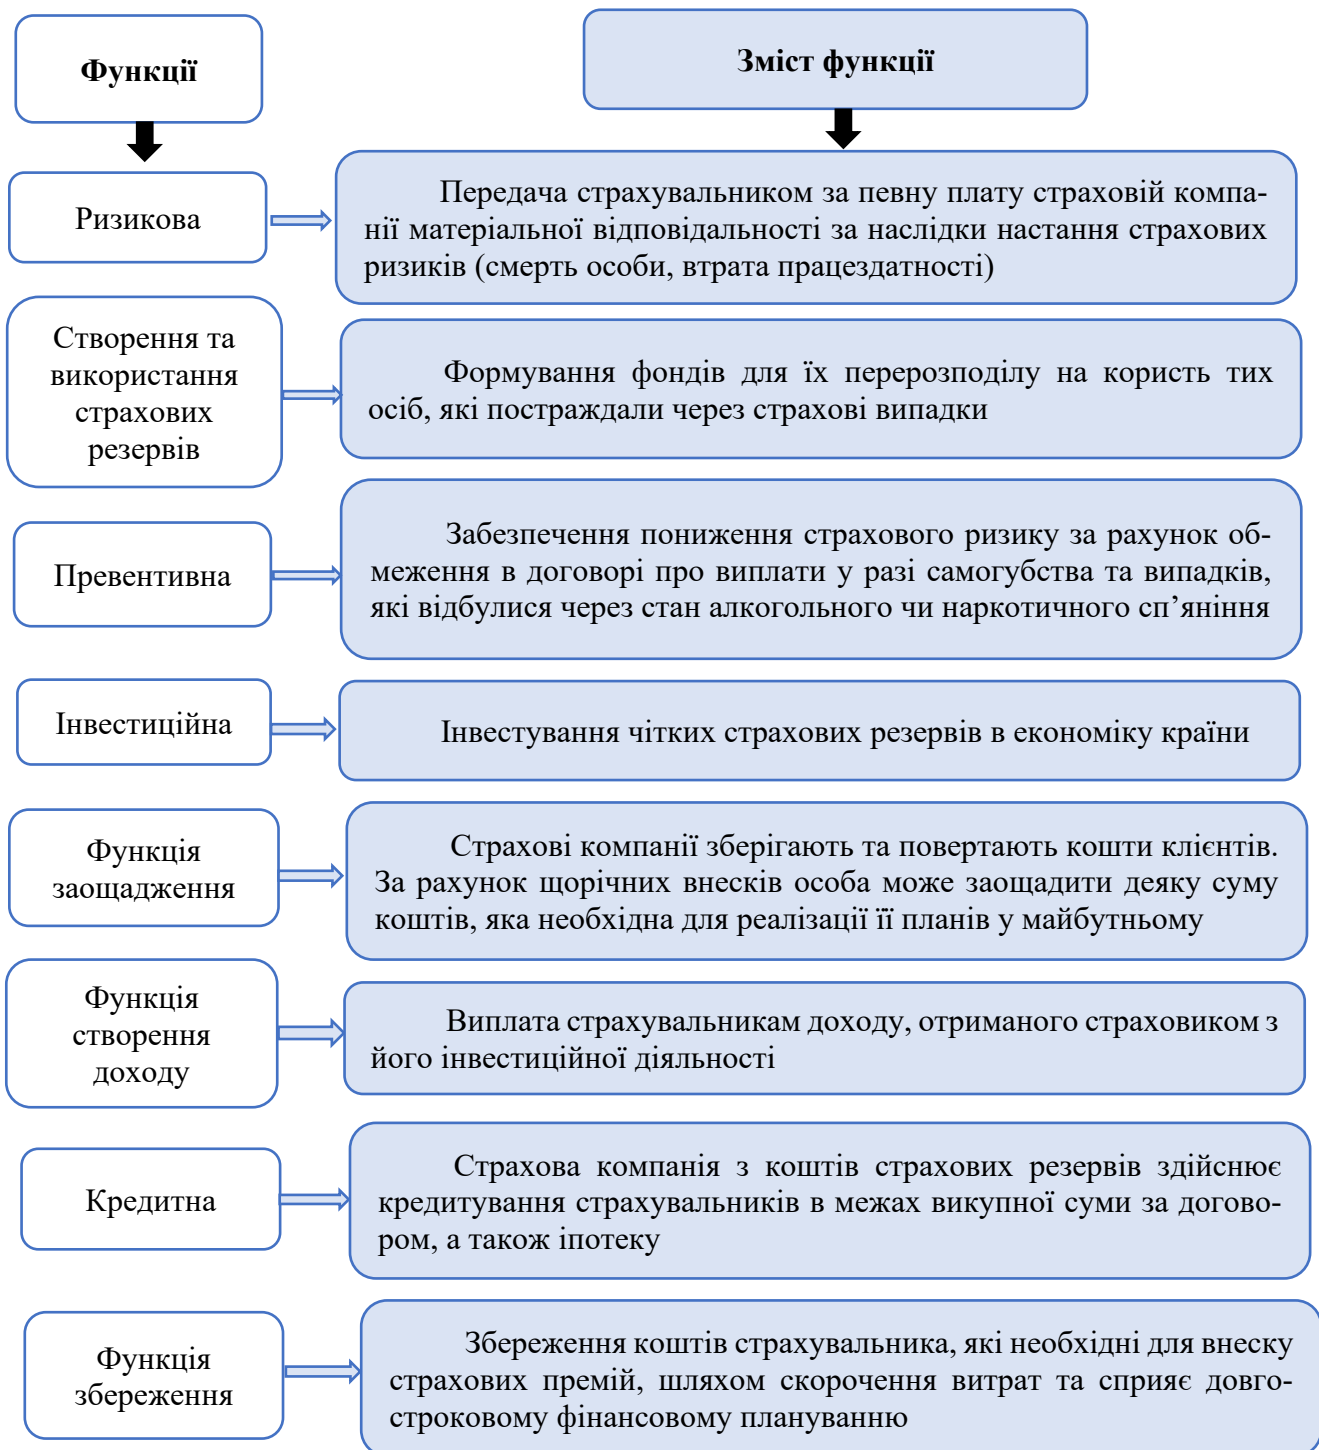 Функції
Зміст функції
Ризикова
Передача страхувальником за певну плату страховій компа-
нії матеріальної відповідальності за наслідки настання страхових
ризиків (смерть особи, втрата працездатності)
Створення та
використання
страхових
резервів
Формування фондів для їх перерозподілу на користь тих
осіб, які постраждали через страхові випадки
Превентивна
Забезпечення пониження страхового ризику за рахунок об-
меження в договорі про виплати у разі самогубства та випадків,
які відбулися через стан алкогольного чи наркотичного сп’яніння
Інвестиційна
Інвестування чітких страхових резервів в економіку країни
Функція
заощадження
Страхові компанії зберігають та повертають кошти клієнтів.
За рахунок щорічних внесків особа може заощадити деяку суму
коштів, яка необхідна для реалізації її планів у майбутньому
Функція
створення
доходу
Виплата страхувальникам доходу, отриманого страховиком з
його інвестиційної діяльності
Кредитна
Страхова компанія з коштів страхових резервів здійснює
кредитування страхувальників в межах викупної суми за догово-
ром, а також іпотеку
Функція
збереження
Збереження коштів страхувальника, які необхідні для внеску
страхових премій, шляхом скорочення витрат та сприяє довго-
строковому фінансовому плануванню